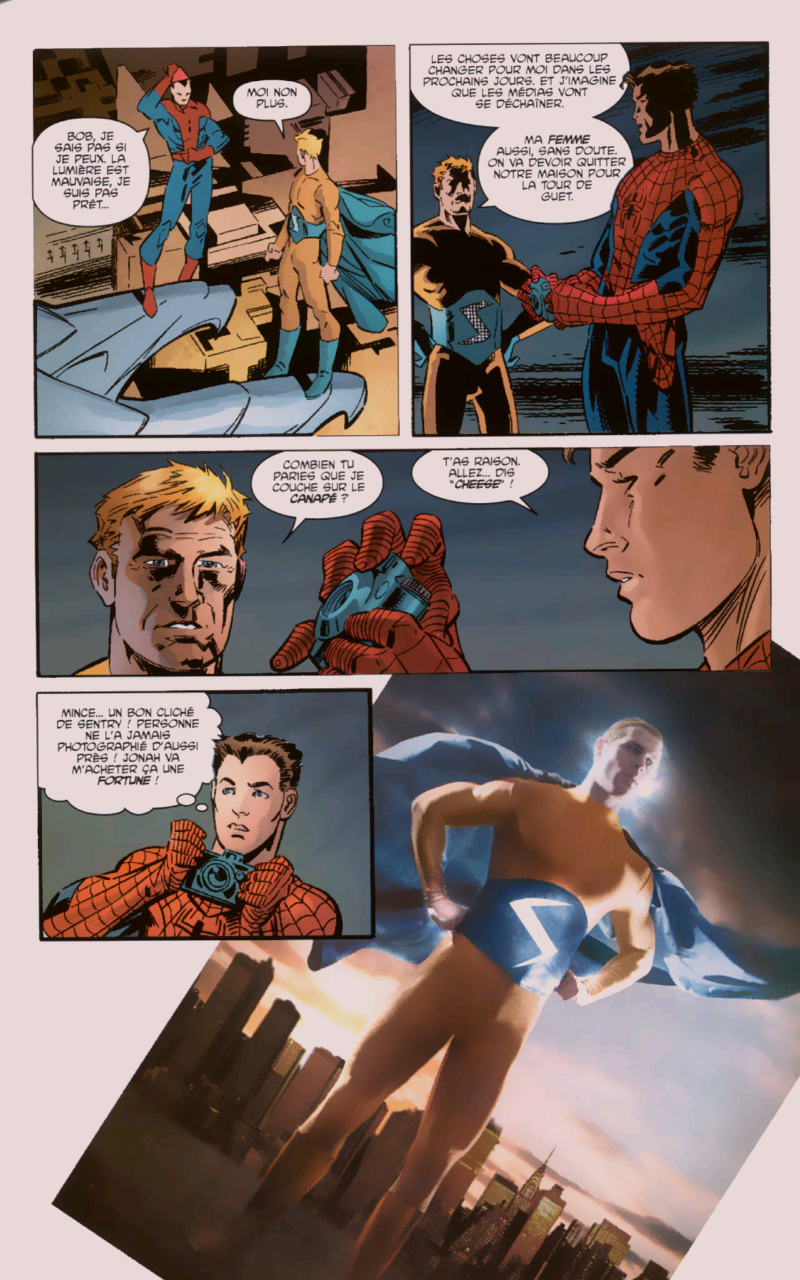 BOB, JE
SAIS PAS SI
JE PEUX. LA
LUMIÈRE EST
MAUVAISE, JE
SUIS PAS
PRÊT...
MOI NON
PLUS.
LES CHOSES VONT BEAUCOUP
CHANGER POUR MOI DANS LES
PROCHAINS JOURS. ET J'IMAGINE
QUE LES MÉDIAS VONT
SE DÉCHAÎNER.
MA FEMME
AUSSI, SANS DOUTE.
ON VA DEVOIR QUITTER
NOTRE MAISON POUR
LA TOUR DE
GUET.
S
COMBIEN TU
PARIES QUE JE
COUCHE SUR LE
CANAPÉ ?
T'AS RAISON.
ALLEZ... DIS
"CHEESE" !
MINCE... UN BON CLICHÉ
DE SENTRY ! PERSONNE
NE L'A JAMAIS
PHOTOGRAPHIÉ D'AUSSI
PRÈS ! JONAH VA
M'ACHETER ÇA UNE
FORTUNE !
S